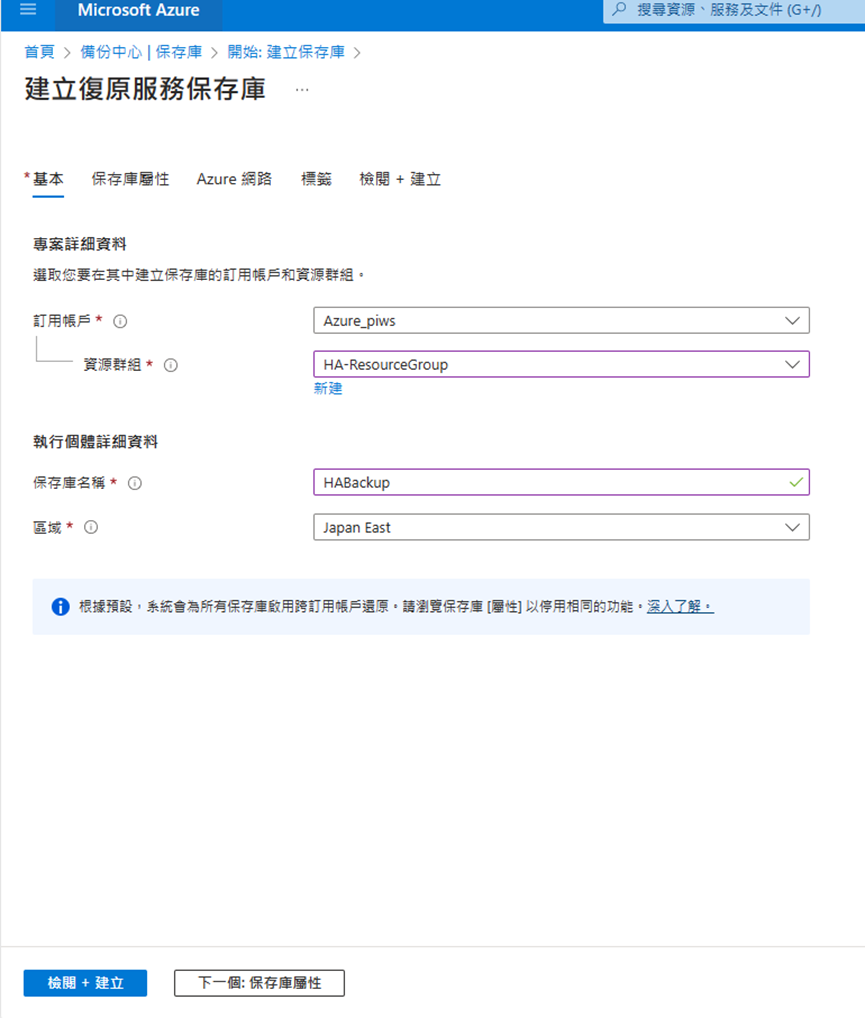 Microsoft Azure
搜尋資源、服務及文件 (G+/)
首頁 > 備份中心 | 保存庫 > 開始: 建立保存庫 >
建立復原服務保存庫 ...
* 基本 保存庫屬性 Azure 網路 標籤 檢閱 + 建立
專案詳細資料
選取您要在其中建立保存庫的訂用帳戶和資源群組。
訂用帳戶 * Azure_piws
資源群組 * HA-ResourceGroup
新建
執行個體詳細資料
保存庫名稱 * HABackup
區域 * Japan East
根據預設，系統會為所有保存庫啟用跨訂用帳戶還原。請瀏覽保存庫 [屬性] 以停用相同的功能。深入了解。
檢閱 + 建立 下一個: 保存庫屬性